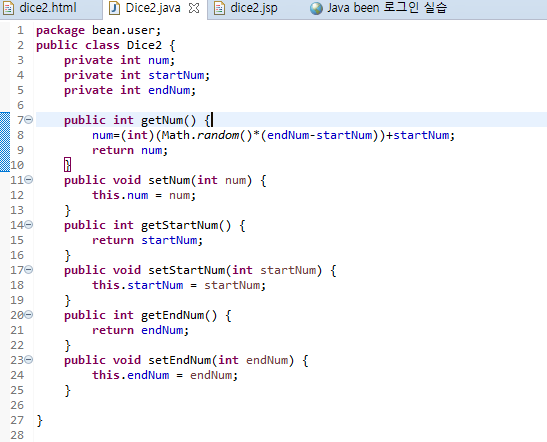 dice2.html Dice2.java dice2.jsp Java been 로그인 실습
1 package bean.user;
2 public class Dice2 {
3 private int num;
4 private int startNum;
5 private int endNum;
6
7 public int getNum() {
8 num=(int)(Math.random()*(endNum-startNum))+startNum;
9 return num;
10 }
11 public void setNum(int num) {
12 this.num = num;
13 }
14 public int getStartNum() {
15 return startNum;
16 }
17 public void setStartNum(int startNum) {
18 this.startNum = startNum;
19 }
20 public int getEndNum() {
21 return endNum;
22 }
23 public void setEndNum(int endNum) {
24 this.endNum = endNum;
25 }
26
27 }
28